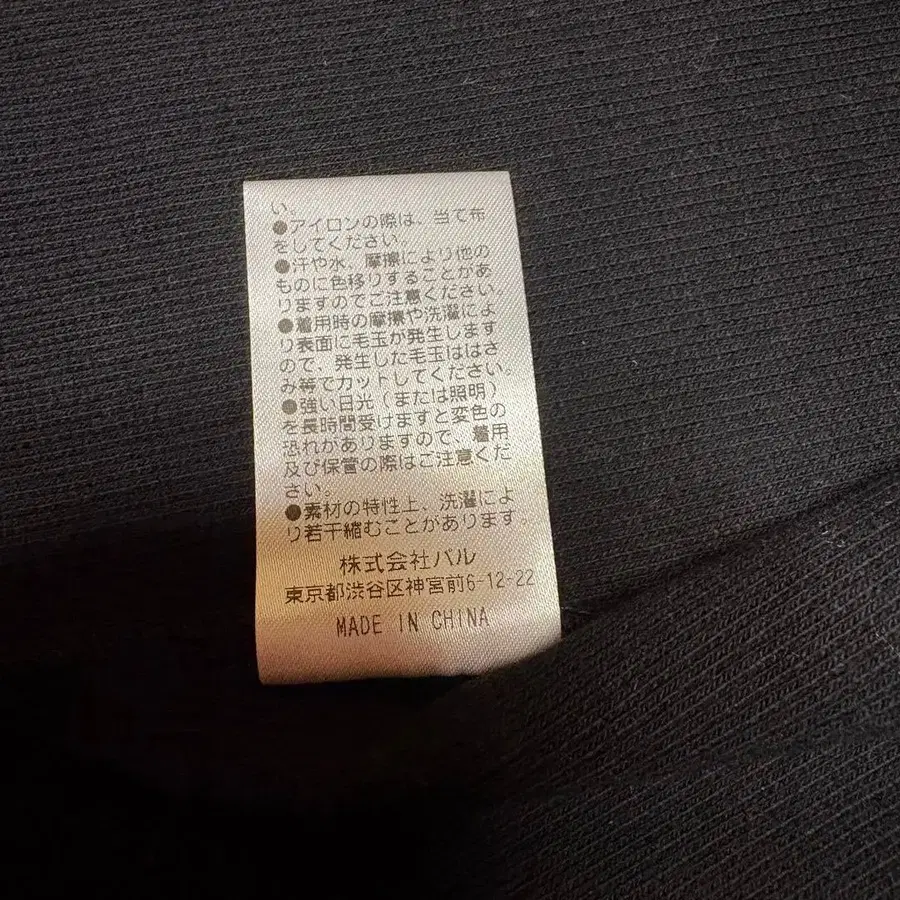 い。
●アイロンの際は、当て布
をしてください。
●汗や水、摩擦により他の
ものに色移りすることがあ
りますのでご注意ください。
●着用時の摩擦や洗濯によ
り表面に毛玉が発生します
ので、発生した毛玉ははさ
み等でカットしてください。
●強い日光（または照明）
を長時間受けますと変色の
恐れがありますので、着用
及び保管の際はご注意くだ
さい。
●素材の特性上、洗濯によ
り若干縮むことがあります。
株式会社パル
東京都渋谷区神宮前6-12-22
MADE IN CHINA